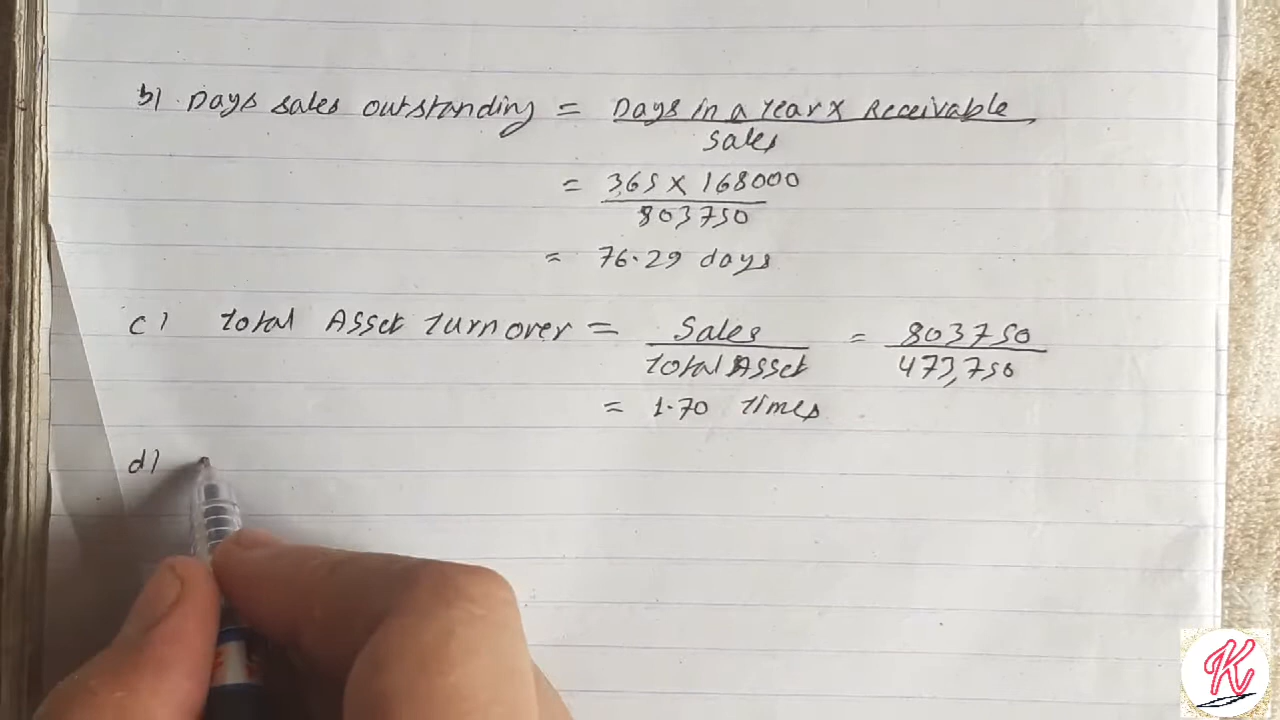 b) Days sales outstanding = Days in a Year x Receivable
sales
= 365 x 168000
803750
= 76.29 days
c) Total Asset Turnover = Sales = 803750
Total Asset 473,750
= 1.70 Times
d)
K